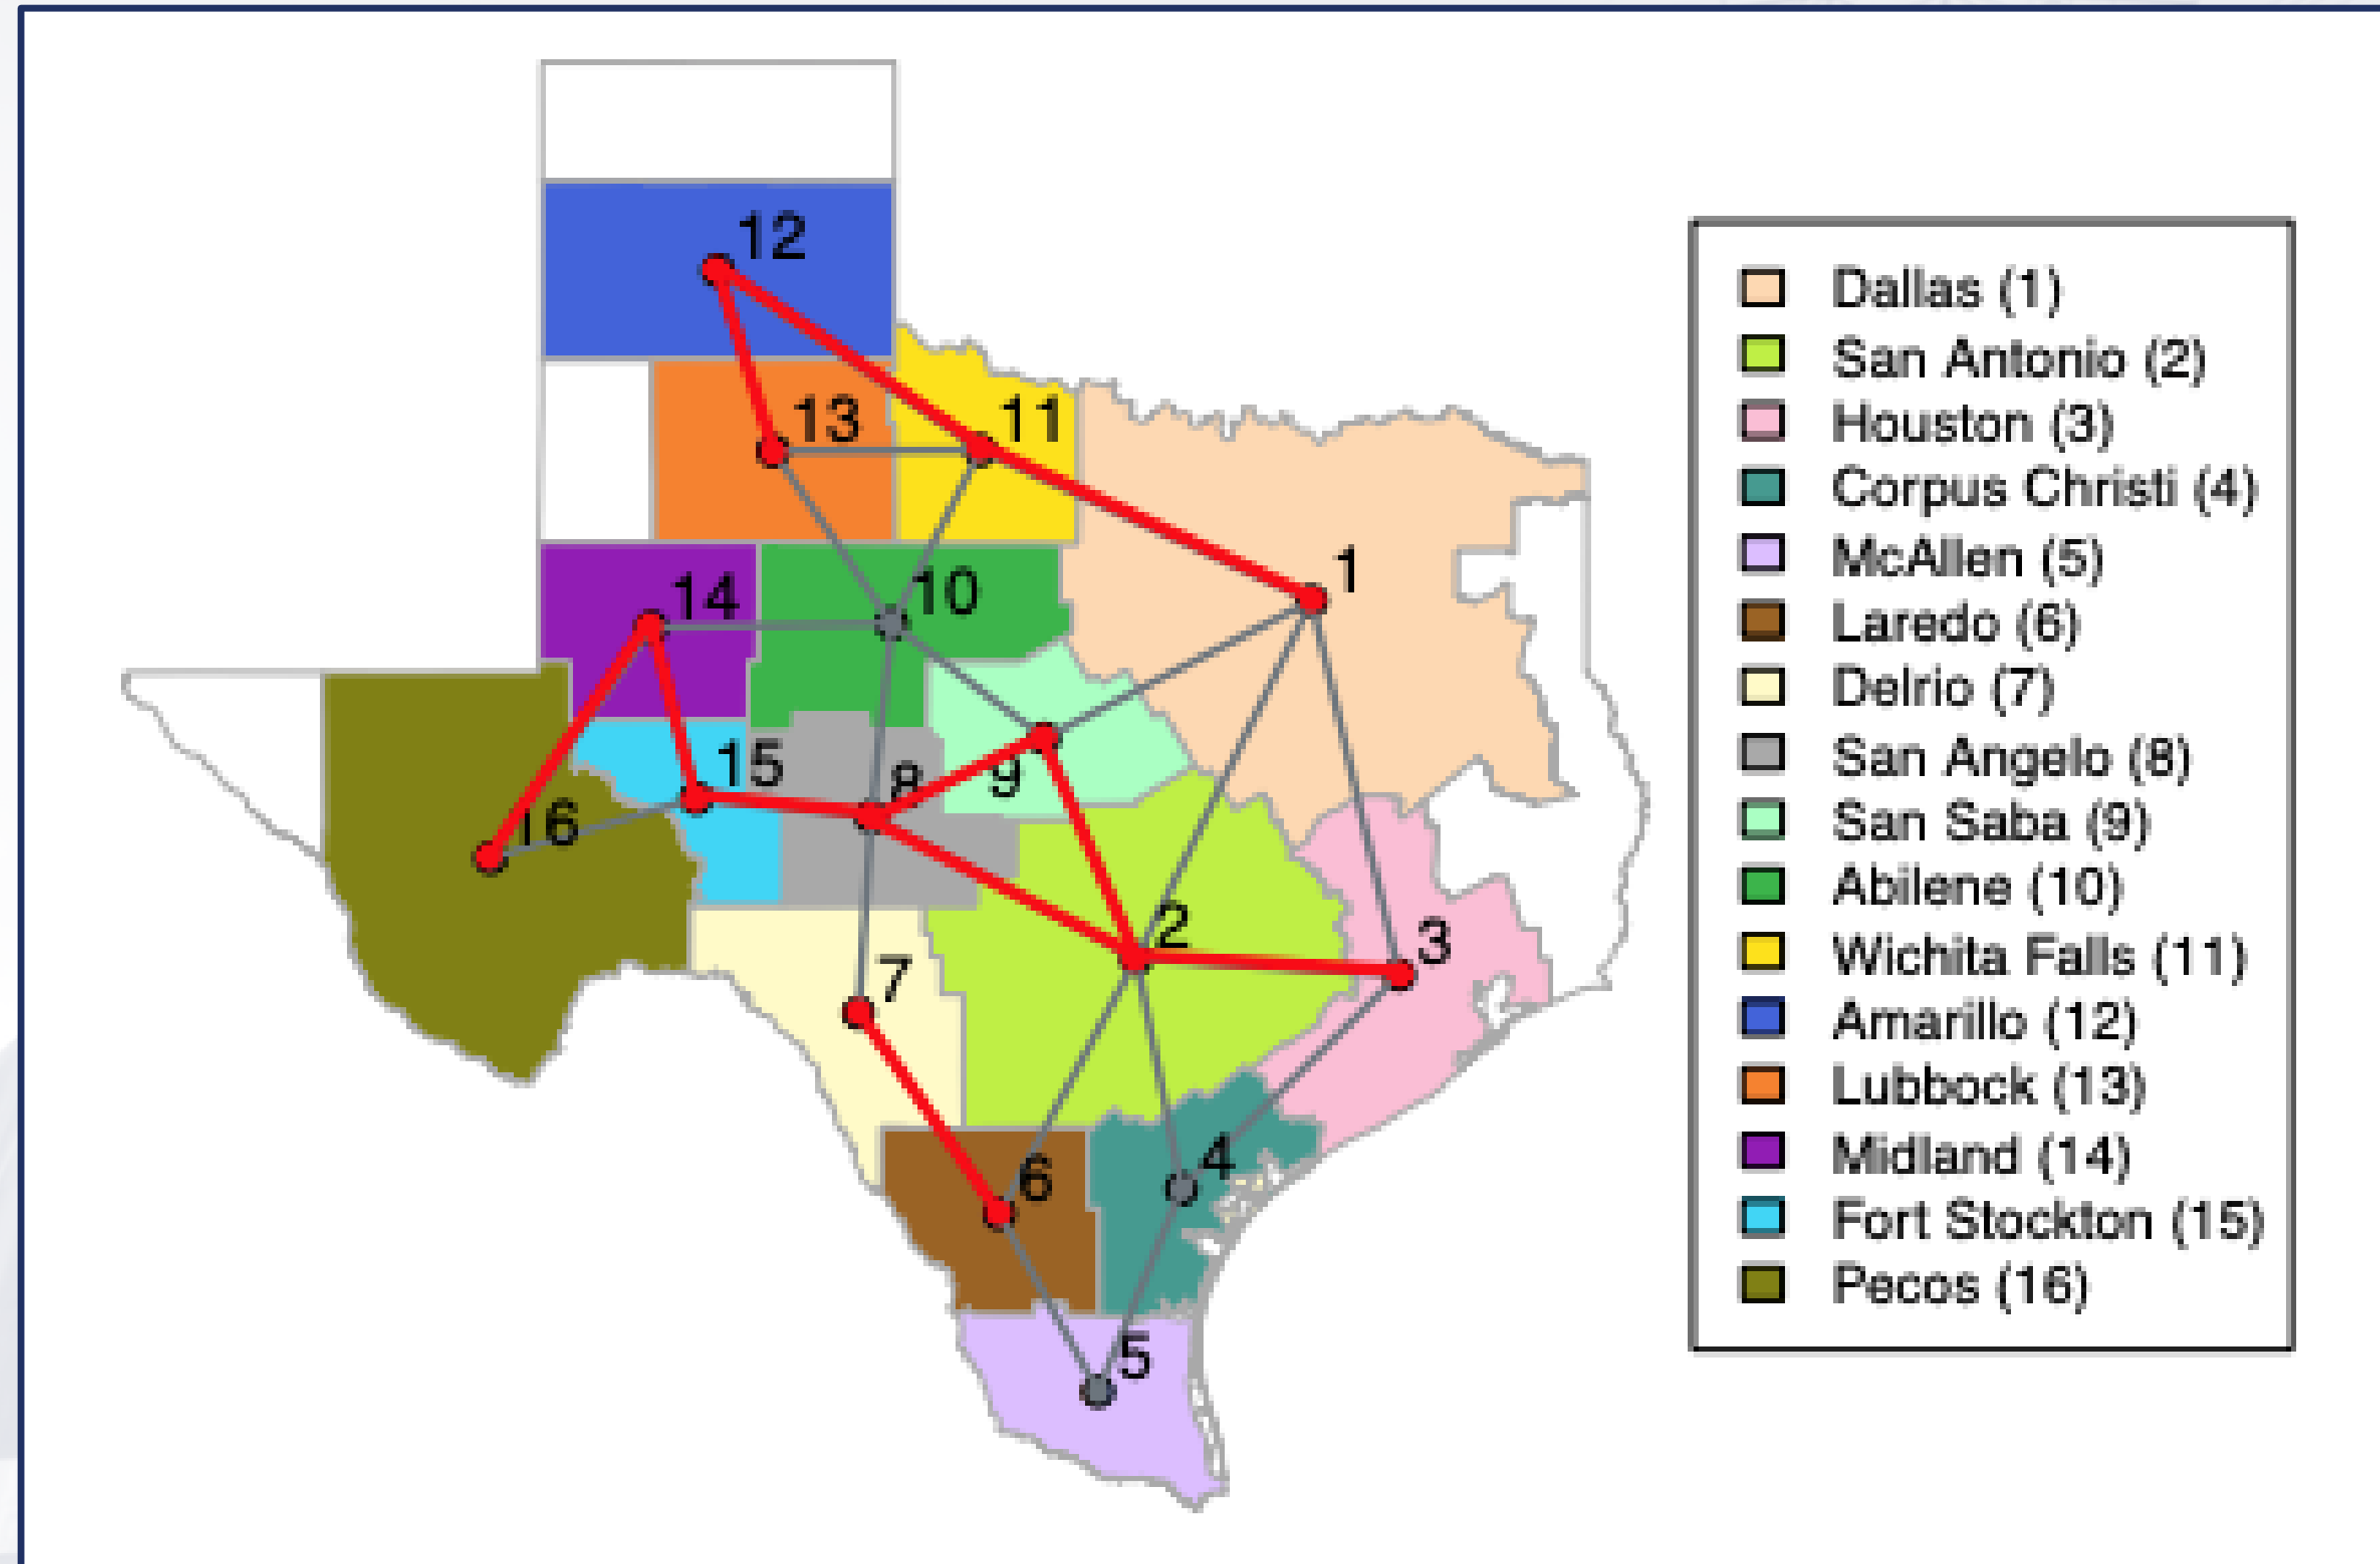 12
13
11
14
10
1
15
8
9
16
2
3
7
6
4
5
Dallas (1)
San Antonio (2)
Houston (3)
Corpus Christi (4)
McAllen (5)
Laredo (6)
Delrio (7)
San Angelo (8)
San Saba (9)
Abilene (10)
Wichita Falls (11)
Amarillo (12)
Lubbock (13)
Midland (14)
Fort Stockton (15)
Pecos (16)